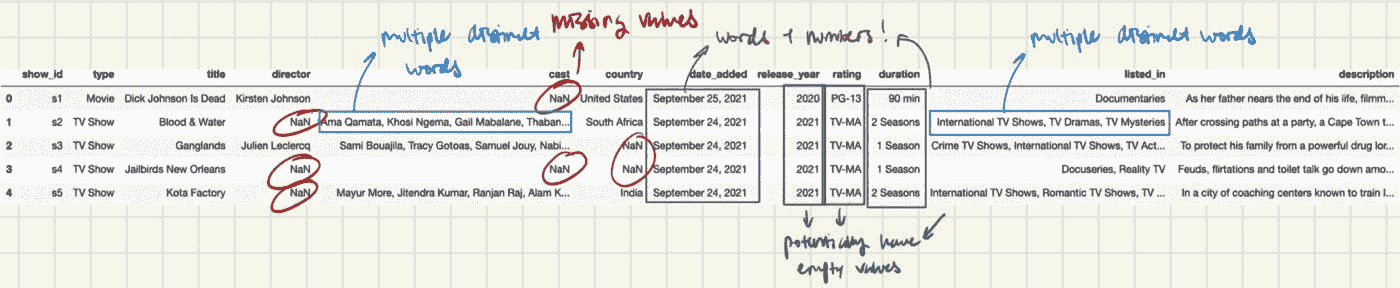 missing values
multiple distinct words
words + numbers!
multiple distinct words
show_id type title director cast country date_added release_year rating duration listed_in description
0 s1 Movie Dick Johnson Is Dead Kirsten Johnson NaN United States September 25, 2021 2020 PG-13 90 min Documentaries As her father nears the end of his life, filmm...
1 s2 TV Show Blood & Water NaN Ama Qamata, Khosi Ngema, Gail Mabalane, Thaban... South Africa September 24, 2021 2021 TV-MA 2 Seasons International TV Shows, TV Dramas, TV Mysteries After crossing paths at a party, a Cape Town t...
2 s3 TV Show Ganglands Julien Leclercq Sami Bouajila, Tracy Gotoas, Samuel Jouy, Nabi... NaN September 24, 2021 2021 TV-MA 1 Season Crime TV Shows, International TV Shows, TV Act... To protect his family from a powerful drug lor...
3 s4 TV Show Jailbirds New Orleans NaN NaN NaN September 24, 2021 2021 TV-MA 1 Season Docuseries, Reality TV Feuds, flirtations and toilet talk go down amo...
4 s5 TV Show Kota Factory NaN Mayur More, Jitendra Kumar, Ranjan Raj, Alam K... India September 24, 2021 2021 TV-MA 2 Seasons International TV Shows, Romantic TV Shows, TV ... In a city of coaching centers known to train I...
potentially have
empty values